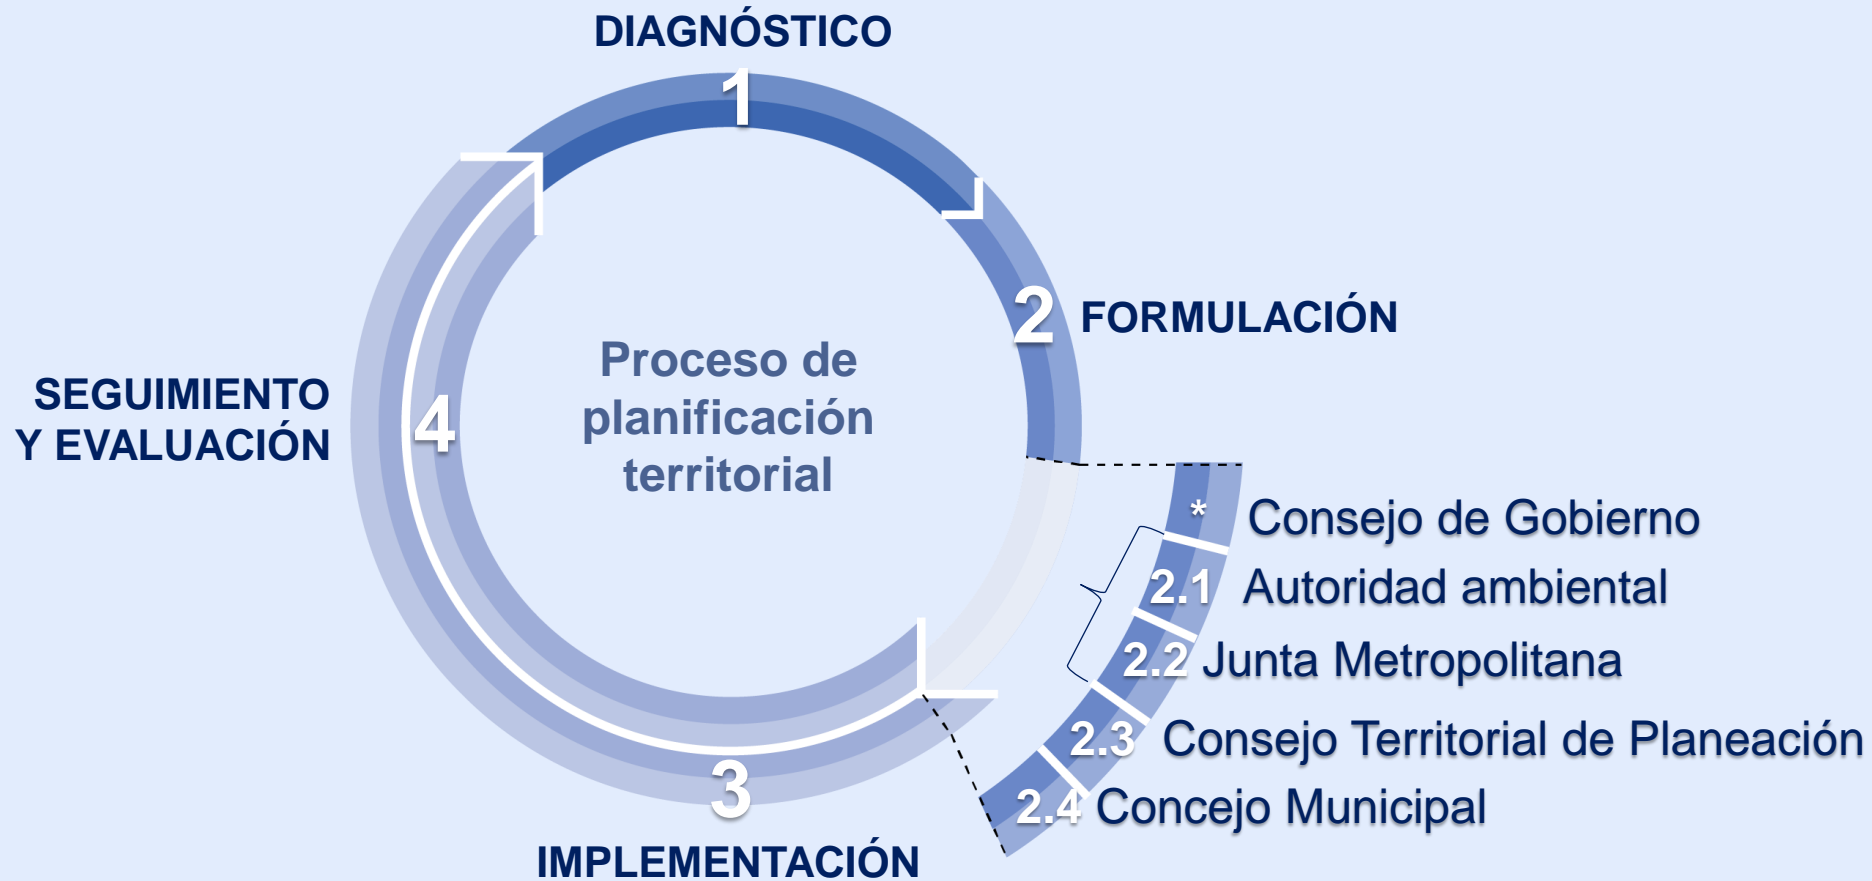 DIAGNÓSTICO
1
2 FORMULACIÓN
Proceso de
planificación
territorial
SEGUIMIENTO
Y EVALUACIÓN
4
* Consejo de Gobierno
2.1 Autoridad ambiental
2.2 Junta Metropolitana
2.3 Consejo Territorial de Planeación
2.4 Concejo Municipal
3
IMPLEMENTACIÓN